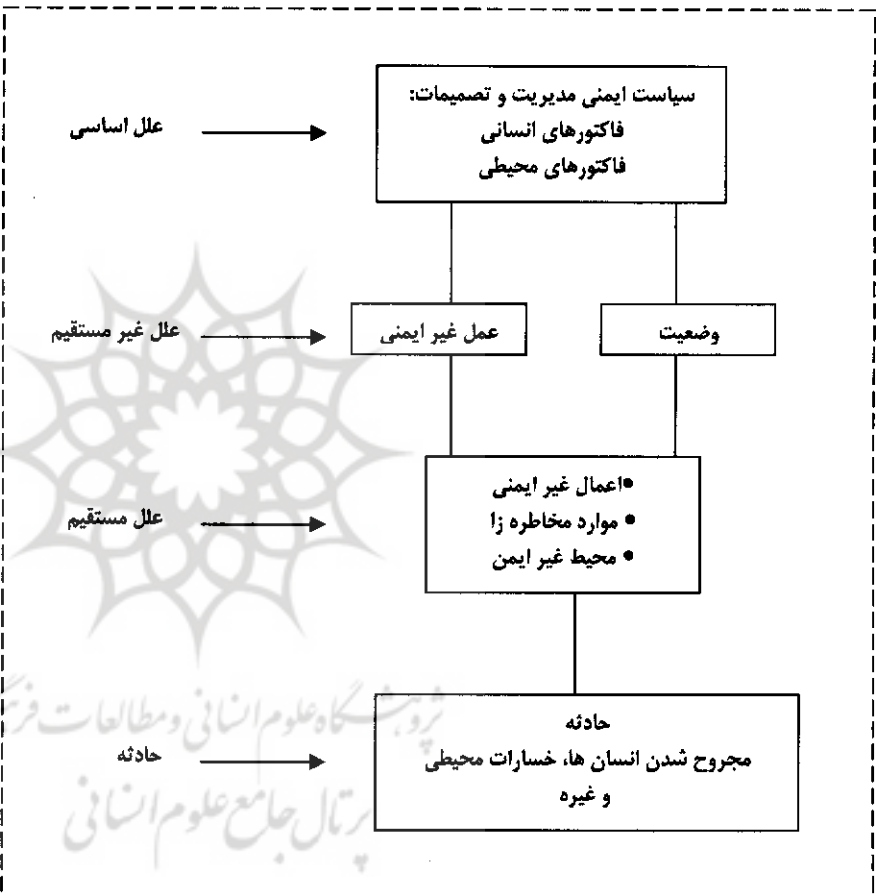 سیاست ایمنی مدیریت و تصمیمات:
فاکتورهای انسانی
فاکتورهای محیطی
علل اساسی
وضعیت
عمل غیر ایمنی
علل غیر مستقیم
•اعمال غیر ایمنی
• موارد مخاطره زا
• محیط غیر ایمن
علل مستقیم
حادثه
مجروح شدن انسان ها، خسارات محیطی
و غیره
حادثه
پژوهشگاه علوم انسانی و مطالعات
پرتال جامع علوم انسانی